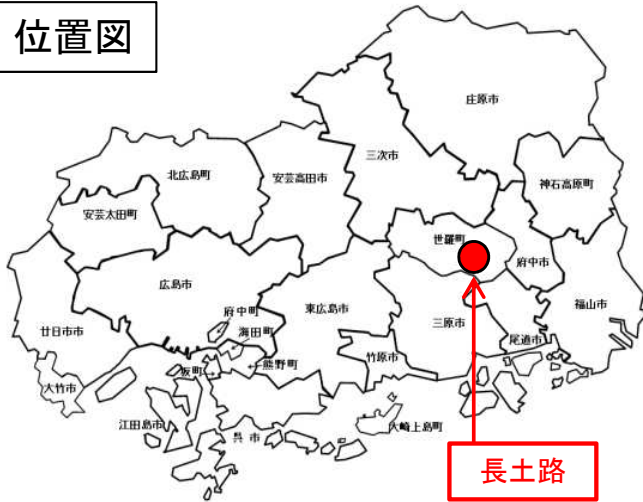 位置図
庄原市
三次市
北広島町
安芸高田市
神石高原町
安芸太田町
世羅町
府中市
広島市
東広島市
福山市
府中町
三原市
廿日市市
海田町
尾道市
竹原市
熊野町
坂町
大竹市
江田島市
呉市
大崎上島町
長土路